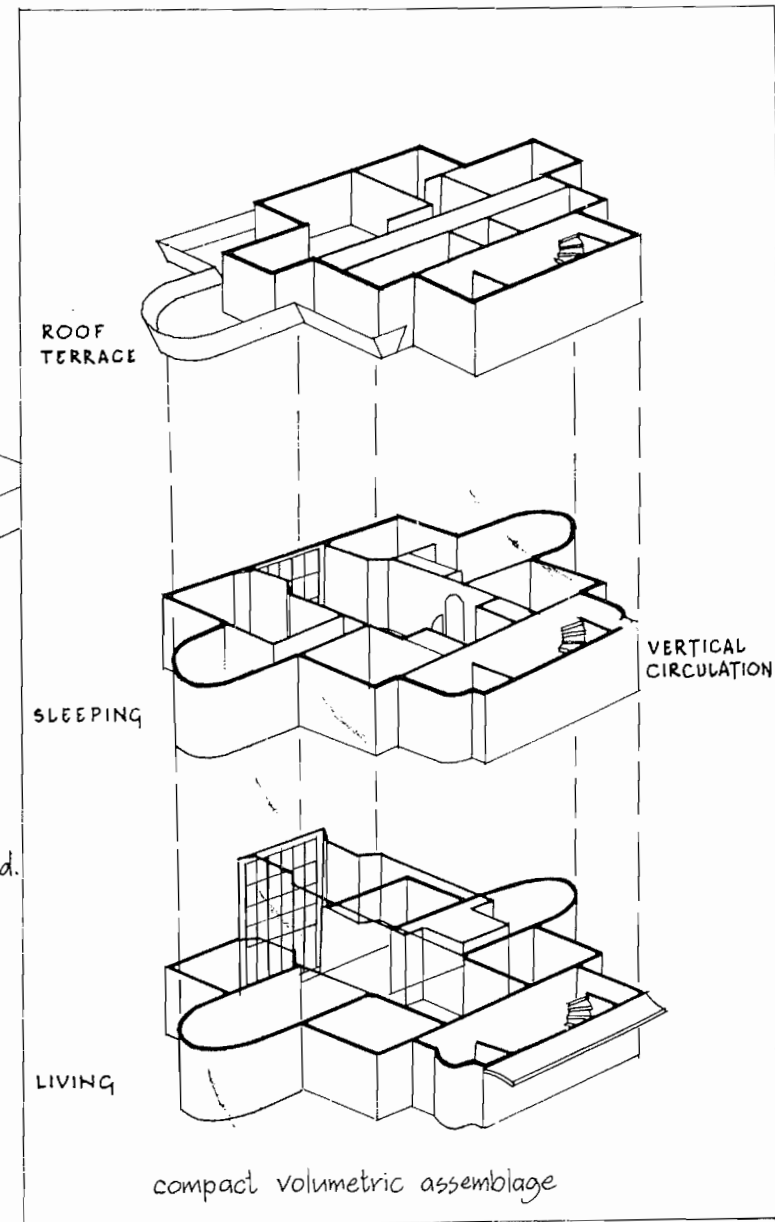 ROOF
TERRACE
VERTICAL
CIRCULATION
SLEEPING
d.
LIVING
compact volumetric assemblage